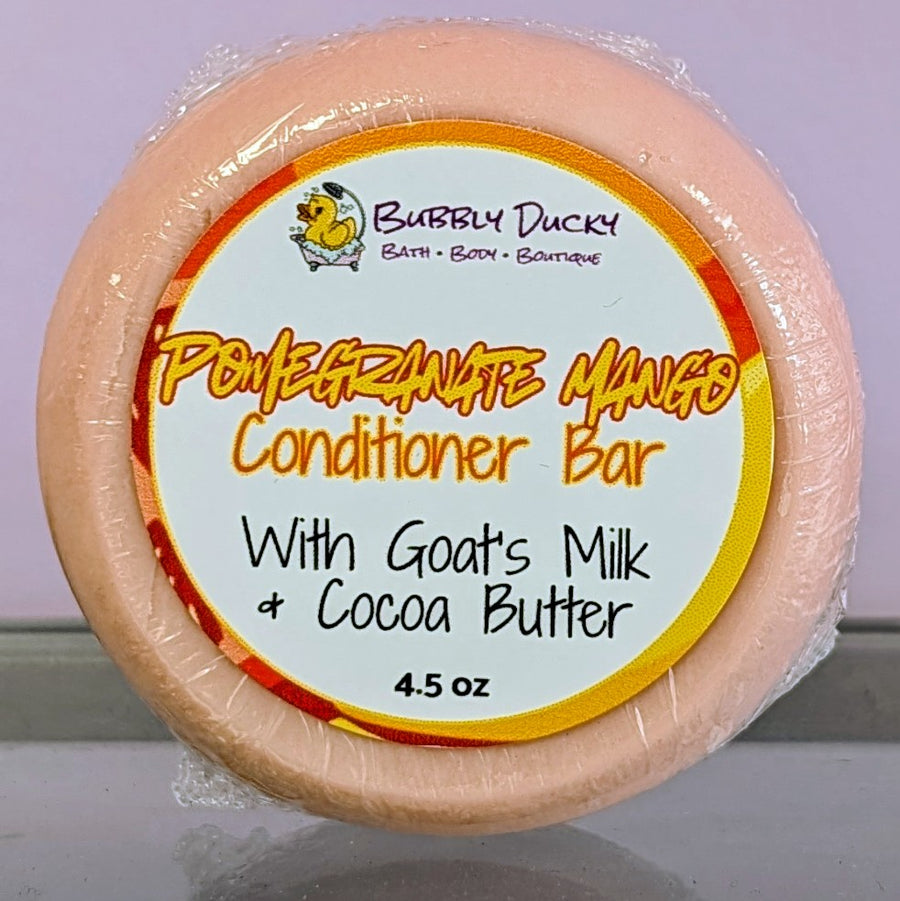 Bubbly Ducky
Bath • Body • Boutique
Pomegranate Mango
Conditioner Bar
With Goat's Milk
& Cocoa Butter
4.5 oz